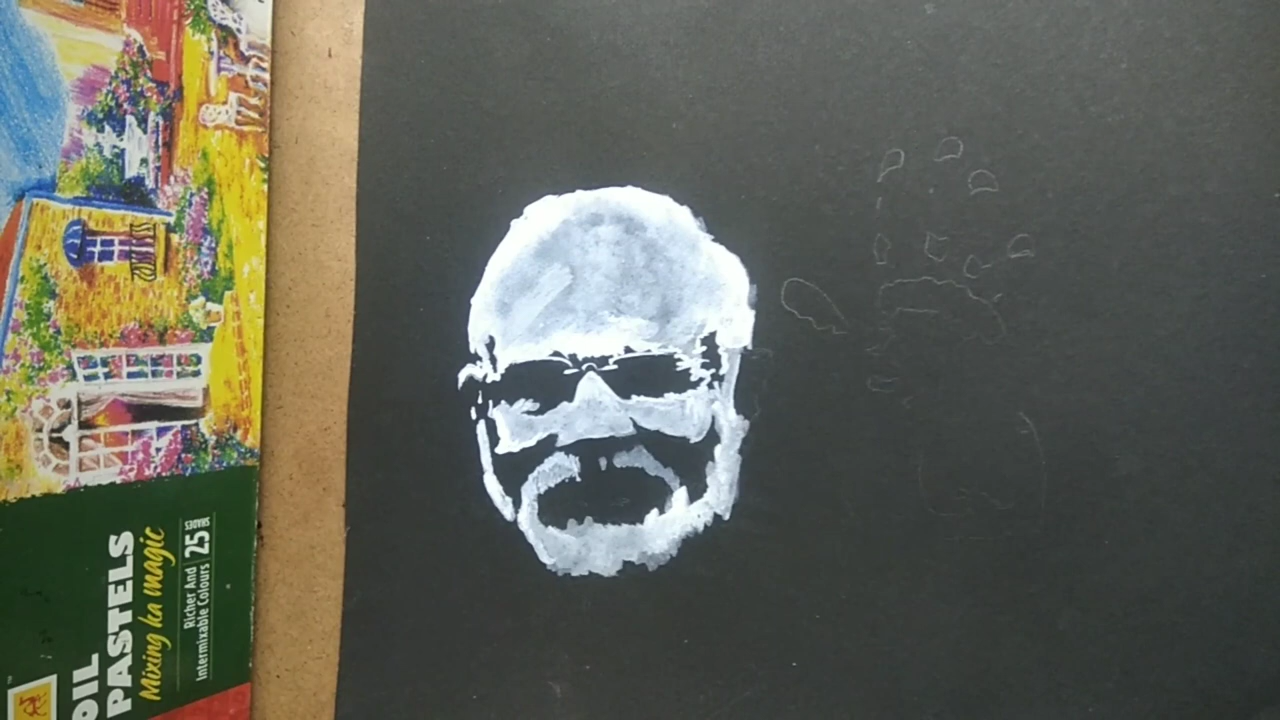 OIL
PASTELS
Mixing ka magic
Richer And
Intermixable Colours
25
SHADES